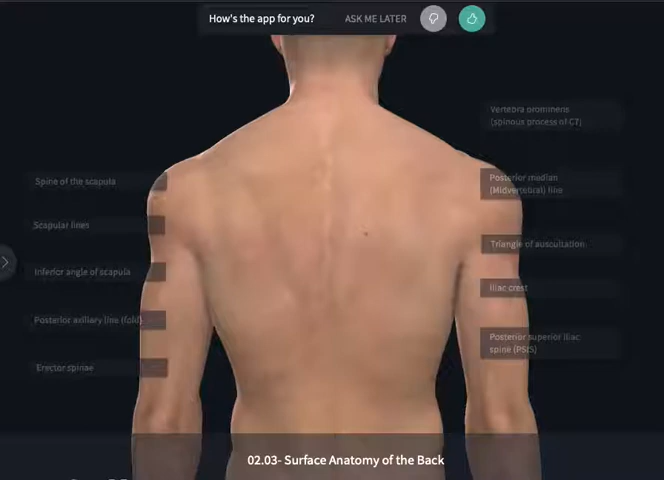 How's the app for you? ASK ME LATER
Vertebra prominens
(spinous process of C7)
Spine of the scapula
Posterior median
(Midvertebral) line
Scapular lines
Triangle of auscultation
Inferior angle of scapula
Iliac crest
Posterior axillary line (fold)
Posterior superior iliac
spine (PSIS)
Erector spinae
02.03- Surface Anatomy of the Back